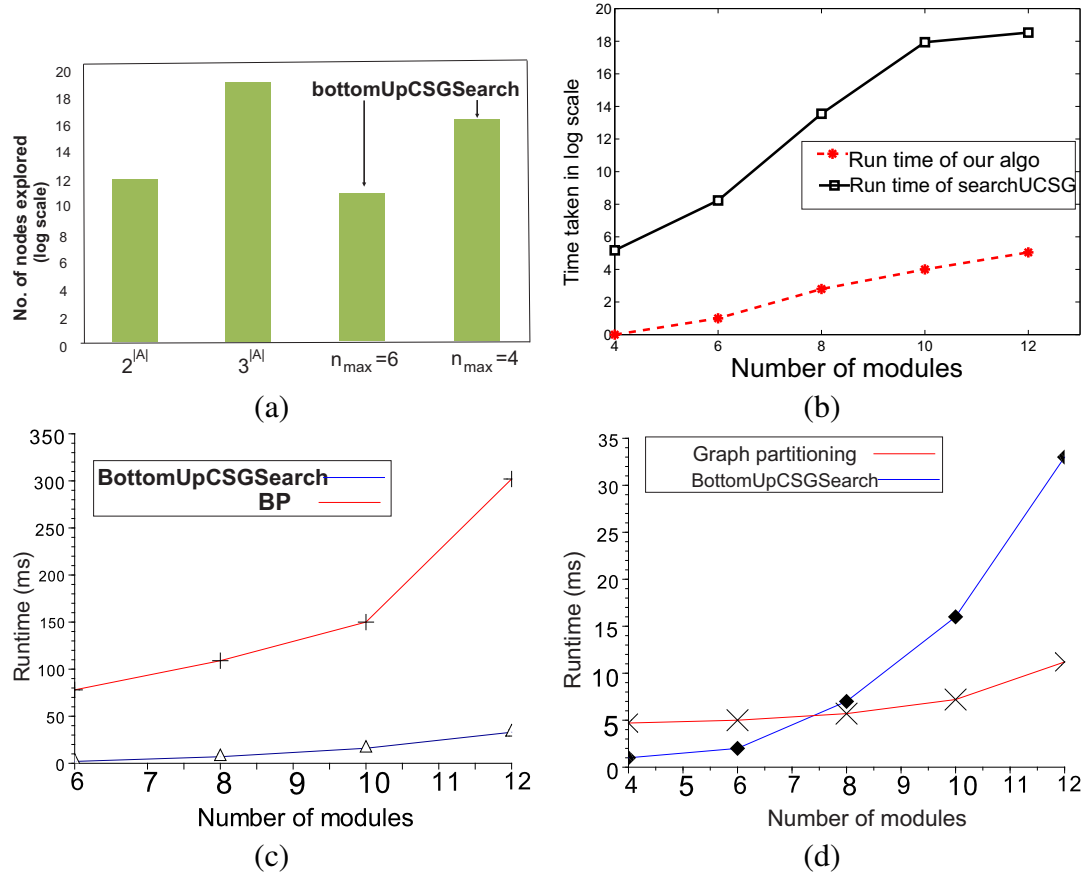 20
18
16
14
12
10
8
6
4
2
0
No. of nodes explored
(log scale)
bottomUpCSGSearch
2^|A|
3^|A|
n_max=6
n_max=4
(a)
20
18
16
14
12
10
8
6
4
2
0
Time taken in log scale
Run time of our algo
Run time of searchUCSG
4
6
8
10
12
Number of modules
(b)
350
300
250
200
150
100
50
0
Runtime (ms)
BottomUpCSGSearch
BP
6
7
8
9
10
11
12
Number of modules
(c)
35
30
25
20
15
10
5
0
Runtime (ms)
Graph partitioning
BottomUpCSGSearch
4
5
6
7
8
9
10
11
12
Number of modules
(d)